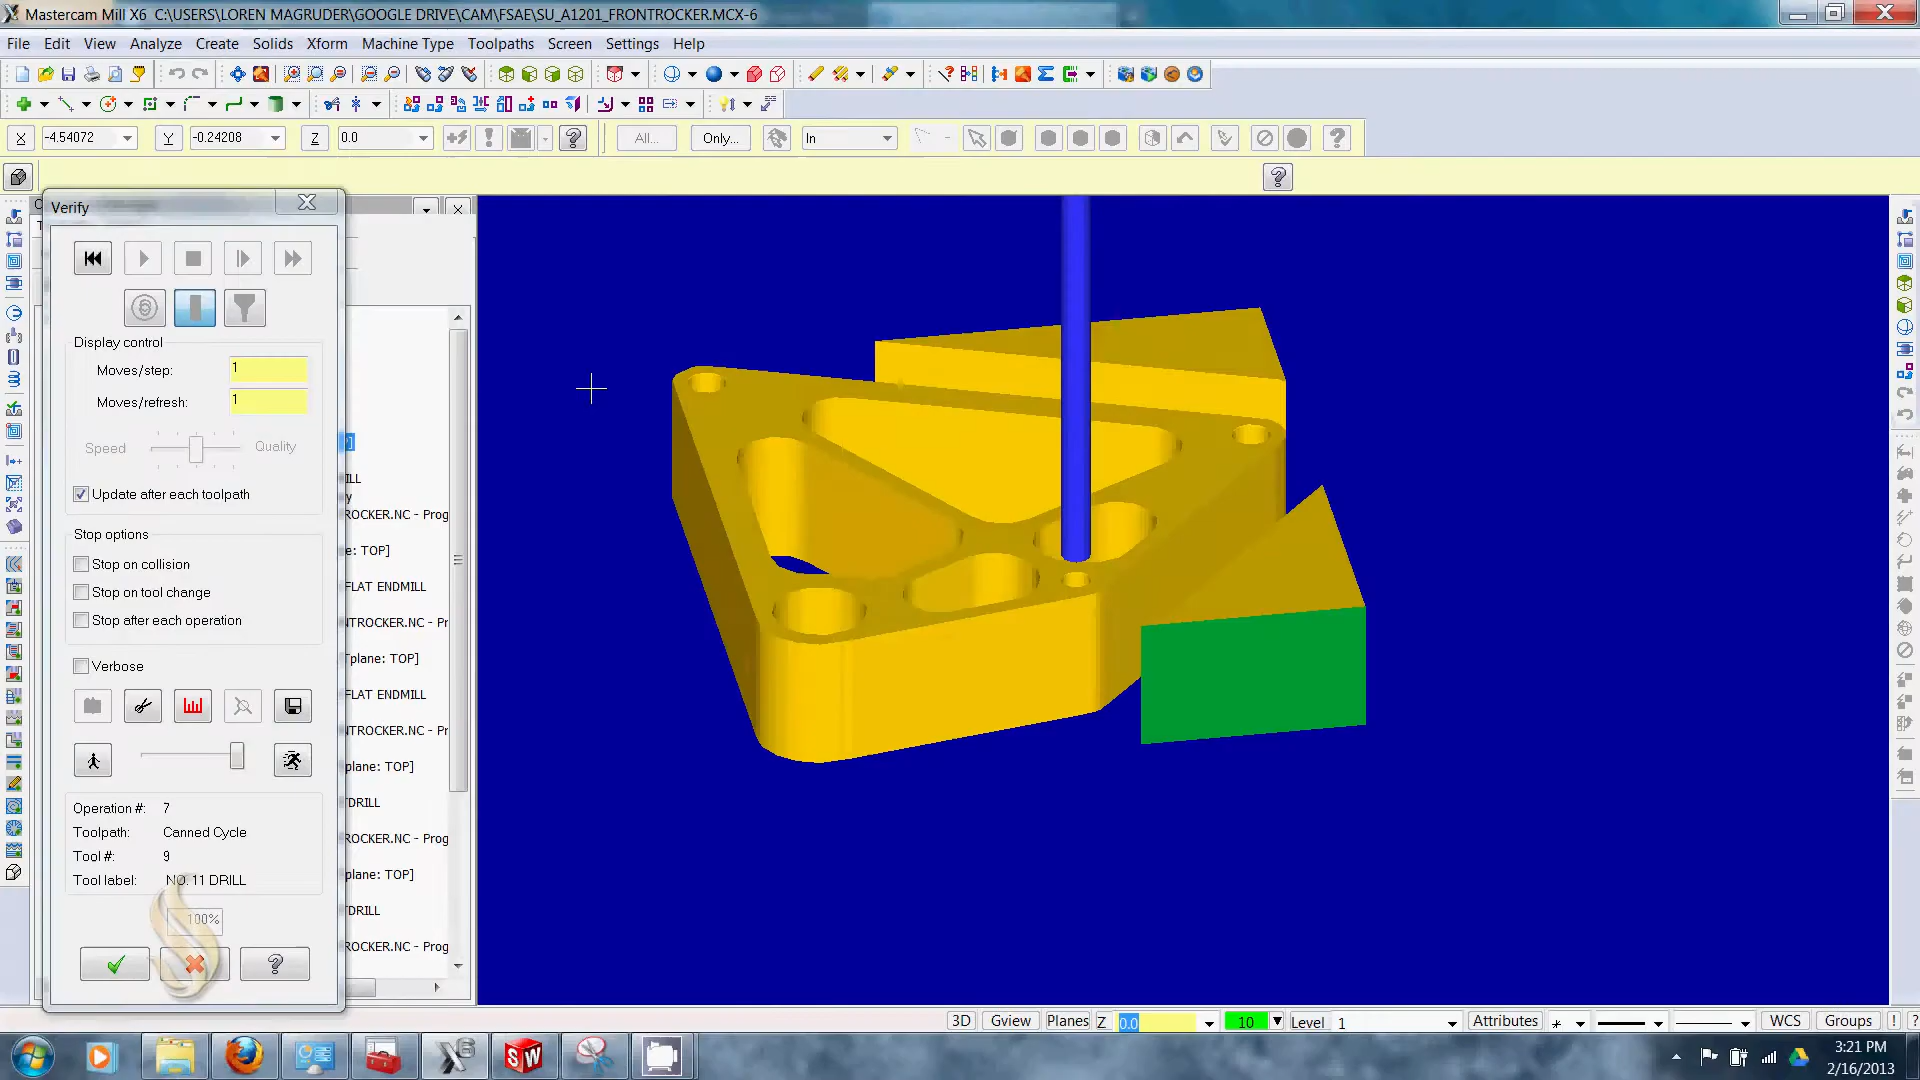 Mastercam Mill X6 C:\USERS\LOREN MAGRUDER\GOOGLE DRIVE\CAM\FSAE\SU_A1201_FRONTROCKER.MCX-6
File Edit View Analyze Create Solids Xform Machine Type Toolpaths Screen Settings Help
X -4.54072 Y -0.24208 Z 0.0 All... Only... In
Verify
Display control
Moves/step: 1
Moves/refresh: 1
Speed Quality
Update after each toolpath
Stop options
Stop on collision
Stop on tool change
Stop after each operation
Verbose
Operation #: 7
Toolpath: Canned Cycle
Tool #: 9
Tool label: NO. 11 DRILL
100%
ILL
y
ROCKER.NC - Prog
e: TOP]
FLAT ENDMILL
NTROCKER.NC - Pr
Tplane: TOP]
FLAT ENDMILL
NTROCKER.NC - Pr
plane: TOP]
TDRILL
ROCKER.NC - Prog
ane: TOP]
TDRILL
ROCKER.NC - Prog
3D Gview Planes Z 0.0 10 Level 1 Attributes WCS Groups ! ?
3:21 PM
2/16/2013